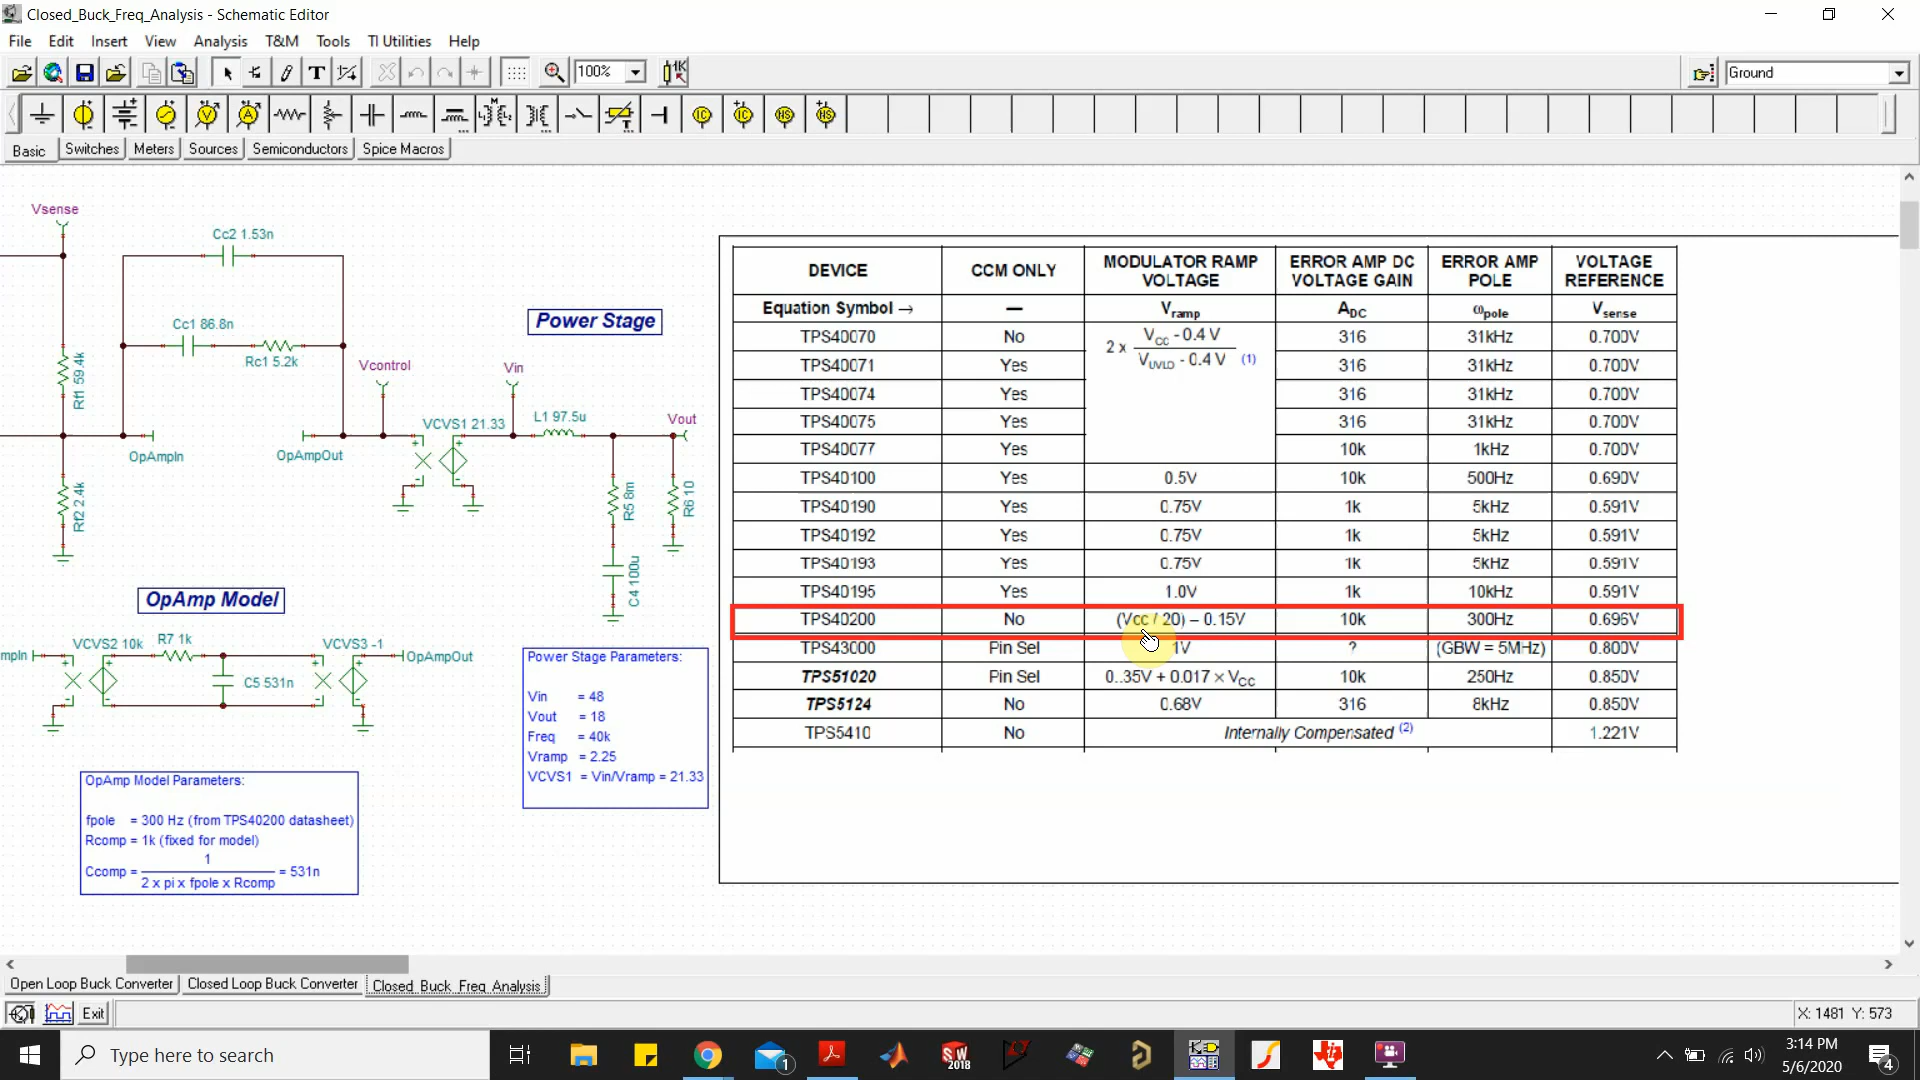 Closed_Buck_Freq_Analysis - Schematic Editor
File Edit Insert View Analysis T&M Tools TI Utilities Help
100%
Ground
Basic Switches Meters Sources Semiconductors Spice Macros
Vsense
Cc2 1.53n
Cc1 86.8n
Rc1 5.2k
Rf1 59.4k
Rf2 2.4k
OpAmpIn
OpAmpOut
Vcontrol
Power Stage
Vin
VCVS1 21.33
L1 97.5u
Vout
R5 8m
R6 10
C4 100u
OpAmp Model
mpIn
VCVS2 10k
R7 1k
C5 531n
VCVS3 -1
OpAmpOut
Power Stage Parameters:
Vin = 48
Vout = 18
Freq = 40k
Vramp = 2.25
VCVS1 = Vin/Vramp = 21.33
OpAmp Model Parameters:
fpole = 300 Hz (from TPS40200 datasheet)
Rcomp = 1k (fixed for model)
Ccomp = 1 / 2 x pi x fpole x Rcomp = 531n
DEVICE CCM ONLY MODULATOR RAMP VOLTAGE ERROR AMP DC VOLTAGE GAIN ERROR AMP POLE VOLTAGE REFERENCE
Equation Symbol → — Vramp ADC ωpole Vsense
TPS40070 No 2 x VCC - 0.4 V / VUVLO - 0.4 V (1) 316 31kHz 0.700V
TPS40071 Yes 316 31kHz 0.700V
TPS40074 Yes 316 31kHz 0.700V
TPS40075 Yes 316 31kHz 0.700V
TPS40077 Yes 10k 1kHz 0.700V
TPS40100 Yes 0.5V 10k 500Hz 0.690V
TPS40190 Yes 0.75V 1k 5kHz 0.591V
TPS40192 Yes 0.75V 1k 5kHz 0.591V
TPS40193 Yes 0.75V 1k 5kHz 0.591V
TPS40195 Yes 1.0V 1k 10kHz 0.591V
TPS40200 No (Vcc / 20) – 0.15V 10k 300Hz 0.696V
TPS43000 Pin Sel 1V ? (GBW = 5MHz) 0.800V
TPS51020 Pin Sel 0..35V + 0.017 × VCC 10k 250Hz 0.850V
TPS5124 No 0.68V 316 8kHz 0.850V
TPS5410 No Internally Compensated (2) 1.221V
Open Loop Buck Converter Closed Loop Buck Converter Closed_Buck_Freq_Analysis
Exit
X: 1481 Y: 573
Type here to search
1
SW 2018
3:14 PM
5/6/2020
4